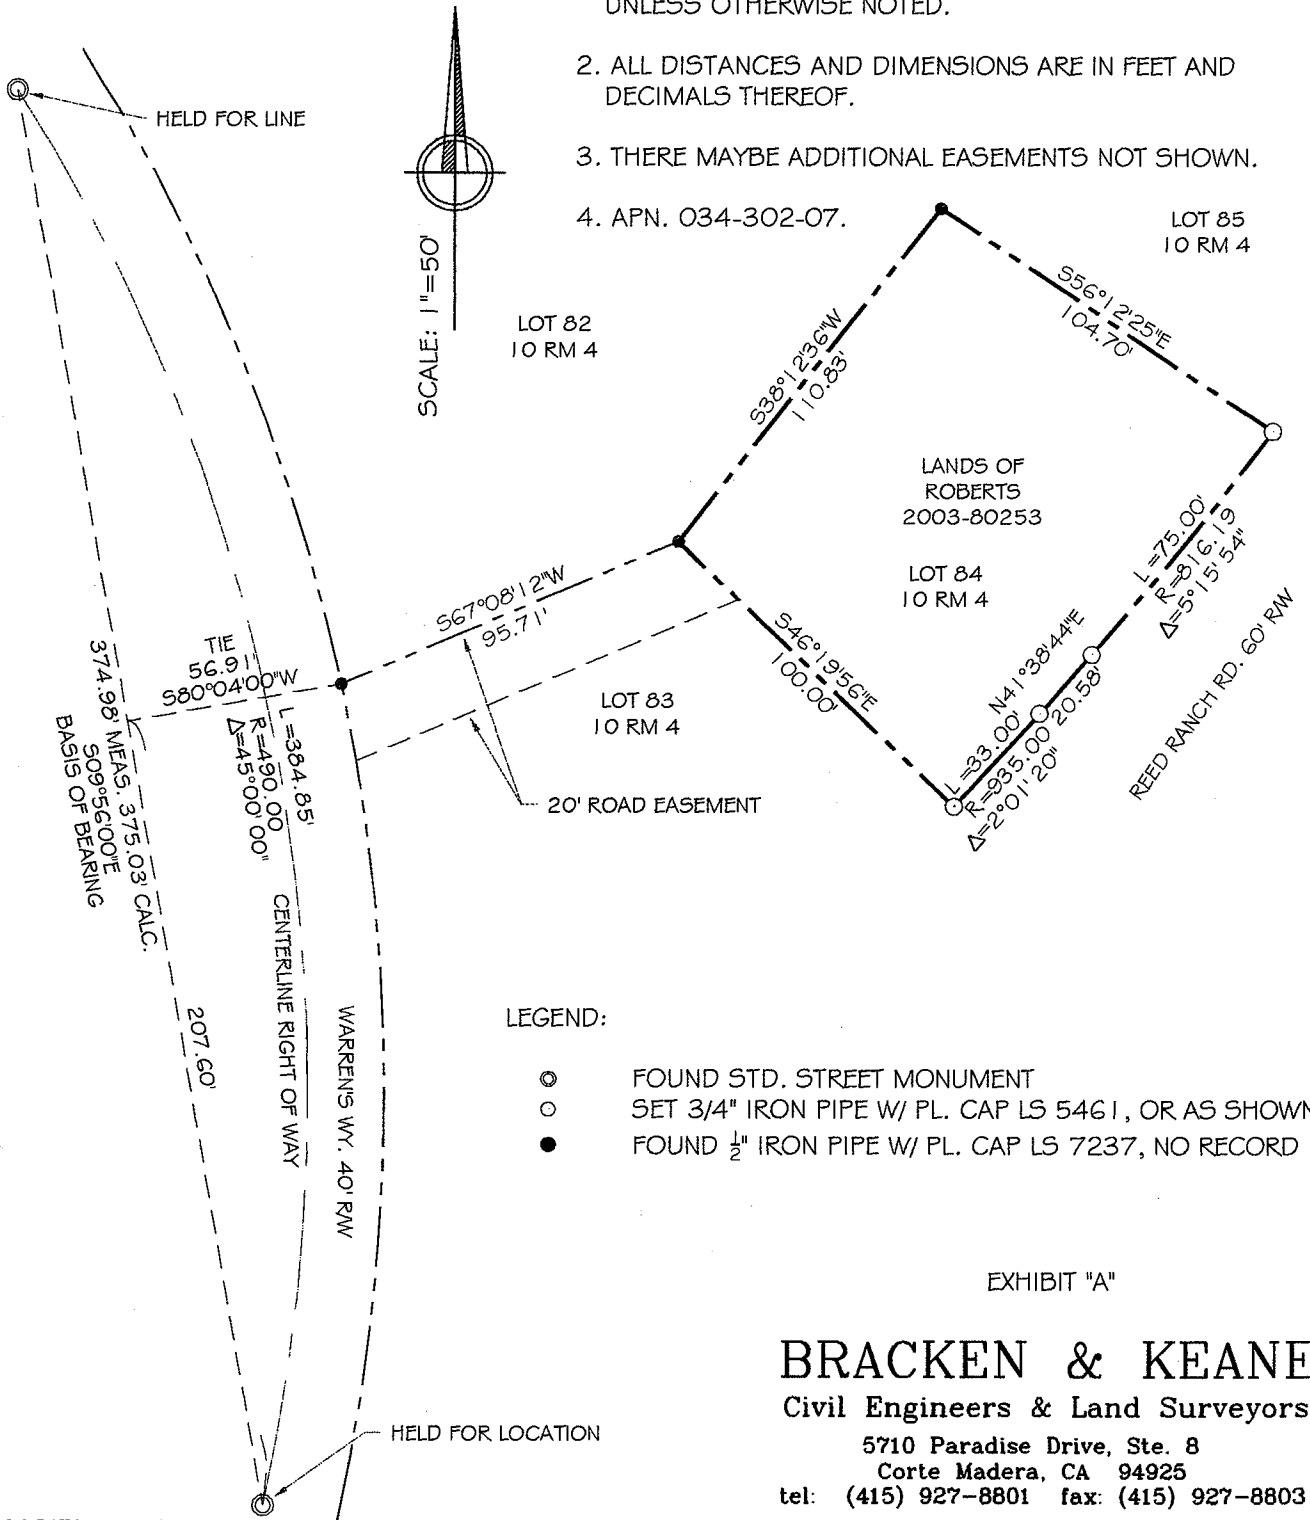 UNLESS OTHERWISE NOTED.
2. ALL DISTANCES AND DIMENSIONS ARE IN FEET AND
DECIMALS THEREOF.
3. THERE MAYBE ADDITIONAL EASEMENTS NOT SHOWN.
4. APN. 034-302-07.
HELD FOR LINE
SCALE: 1"=50'
LOT 82
10 RM 4
LOT 85
10 RM 4
S56°12'25"E
104.70'
S38°12'36"W
110.83'
LANDS OF
ROBERTS
2003-80253
LOT 84
10 RM 4
L=75.00'
R=816.19
Δ=5°15'54"
S67°08'12"W
95.71'
S46°19'56"E
100.00'
N41°38'44"E
20.58'
L=33.00'
R=935.00
Δ=2°01'20"
REED RANCH RD. 60' R/W
TIE
56.91'
S80°04'00"W
LOT 83
10 RM 4
20' ROAD EASEMENT
L=384.85'
R=490.00
Δ=45°00'00"
374.98' MEAS. 375.03' CALC.
S09°56'00"E
BASIS OF BEARING
CENTERLINE RIGHT OF WAY
WARREN'S WY. 40' R/W
207.60'
LEGEND:
FOUND STD. STREET MONUMENT
SET 3/4" IRON PIPE W/ PL. CAP LS 5461, OR AS SHOWN
FOUND ½" IRON PIPE W/ PL. CAP LS 7237, NO RECORD
EXHIBIT "A"
BRACKEN & KEANE
Civil Engineers & Land Surveyors
5710 Paradise Drive, Ste. 8
Corte Madera, CA 94925
tel: (415) 927-8801 fax: (415) 927-8803
HELD FOR LOCATION